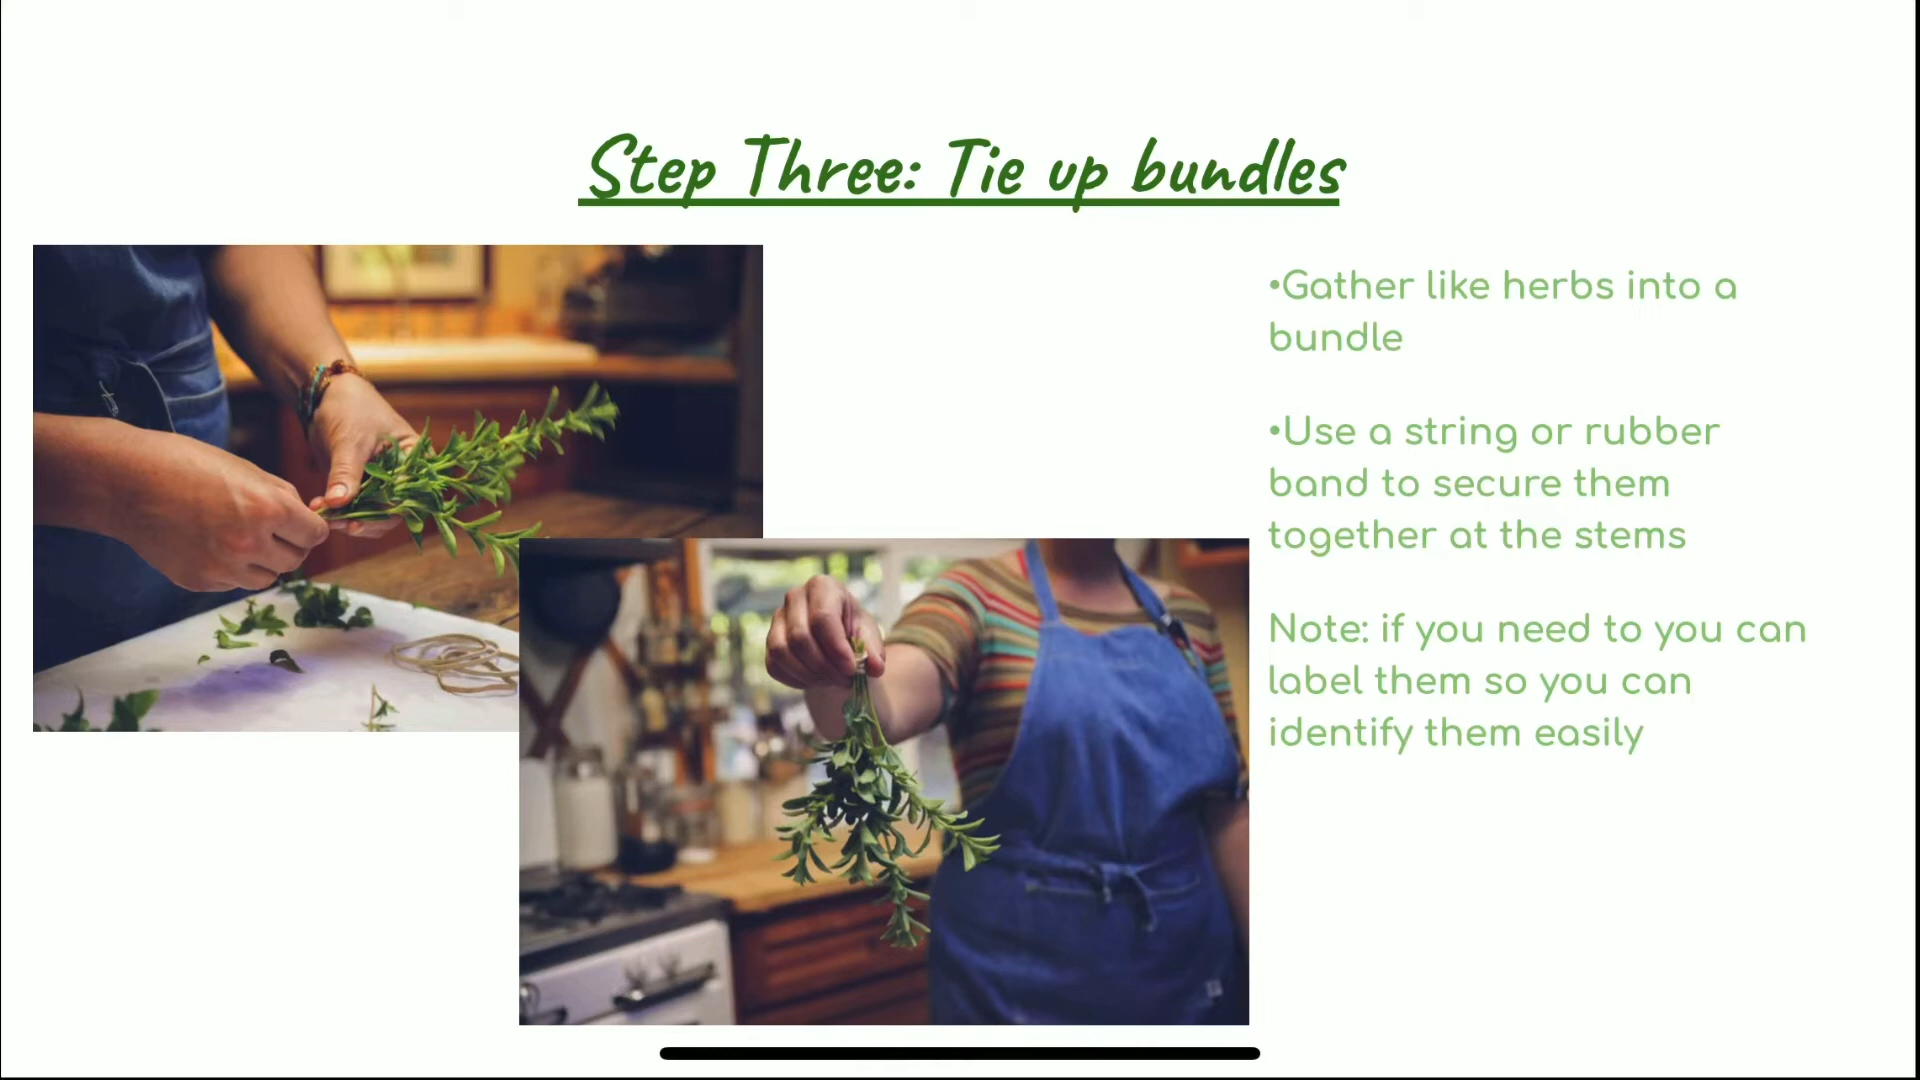 Step Three: Tie up bundles
•Gather like herbs into a
bundle
•Use a string or rubber
band to secure them
together at the stems
Note: if you need to you can
label them so you can
identify them easily